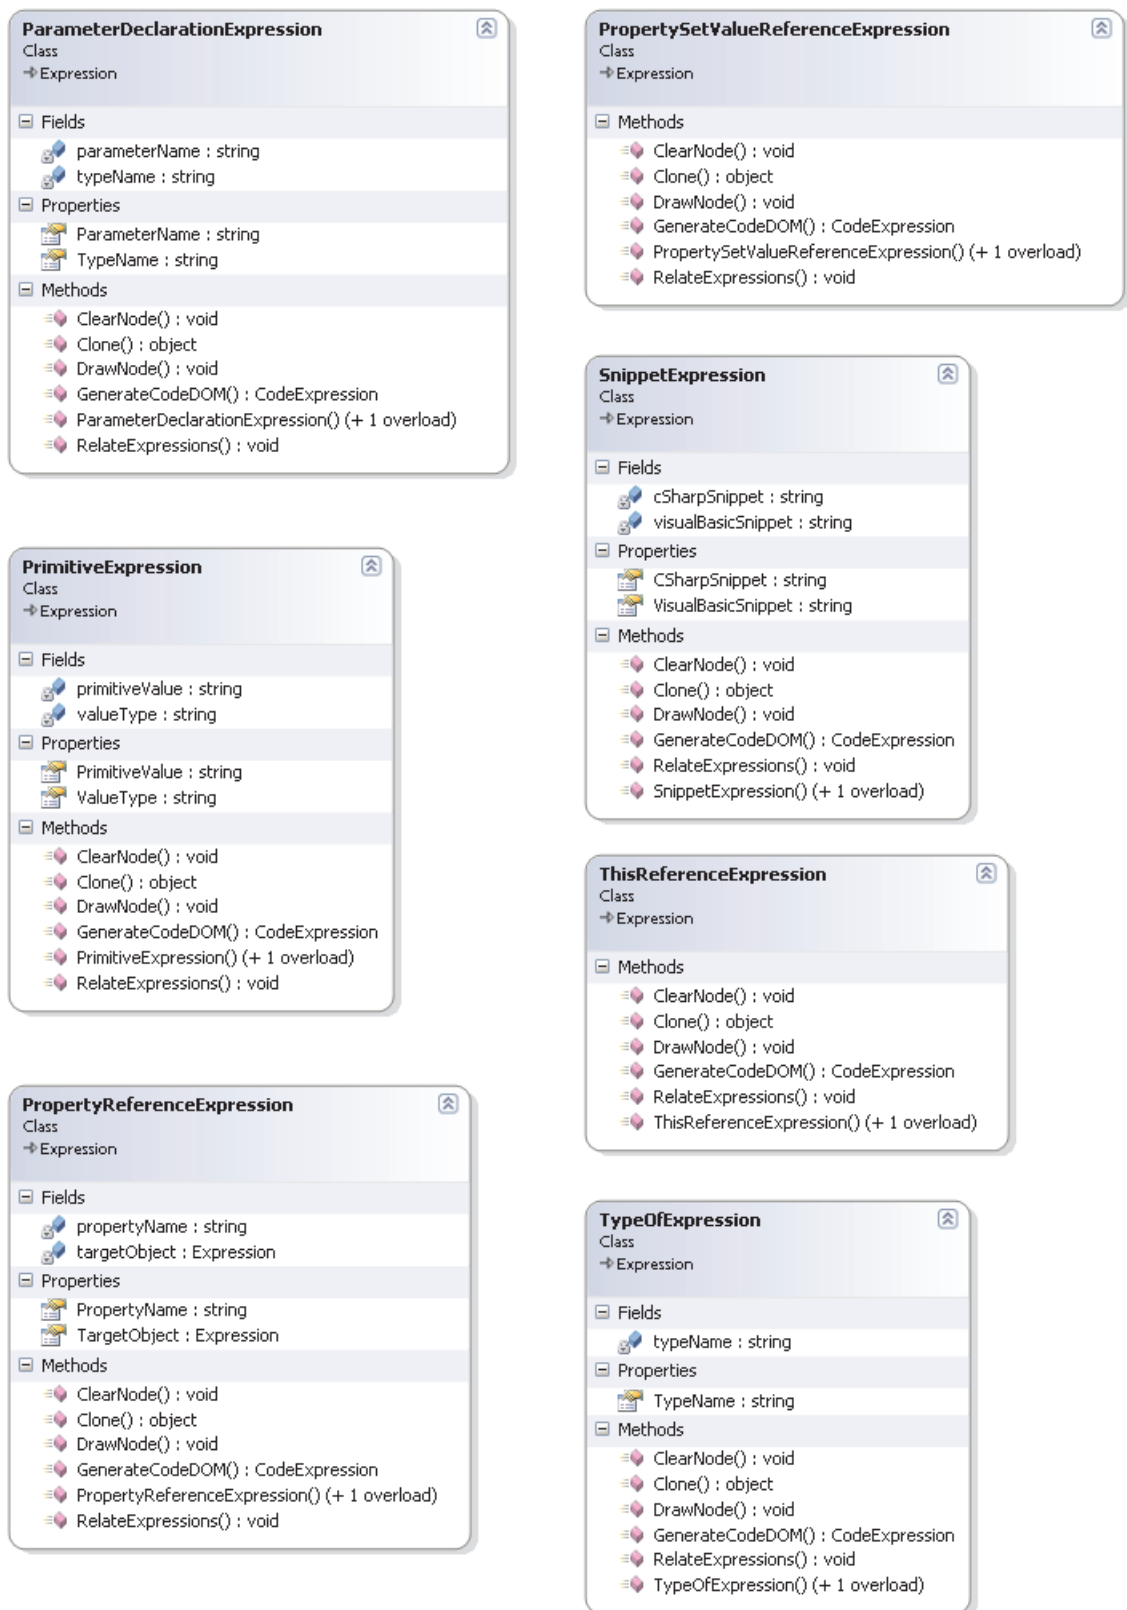 ParameterDeclarationExpression
Class
Expression
Fields
parameterName : string
typeName : string
Properties
ParameterName : string
TypeName : string
Methods
ClearNode() : void
Clone() : object
DrawNode() : void
GenerateCodeDOM() : CodeExpression
ParameterDeclarationExpression() (+ 1 overload)
RelateExpressions() : void
PrimitiveExpression
Class
Expression
Fields
primitiveValue : string
valueType : string
Properties
PrimitiveValue : string
ValueType : string
Methods
ClearNode() : void
Clone() : object
DrawNode() : void
GenerateCodeDOM() : CodeExpression
PrimitiveExpression() (+ 1 overload)
RelateExpressions() : void
PropertyReferenceExpression
Class
Expression
Fields
propertyName : string
targetObject : Expression
Properties
PropertyName : string
TargetObject : Expression
Methods
ClearNode() : void
Clone() : object
DrawNode() : void
GenerateCodeDOM() : CodeExpression
PropertyReferenceExpression() (+ 1 overload)
RelateExpressions() : void
PropertySetValueReferenceExpression
Class
Expression
Methods
ClearNode() : void
Clone() : object
DrawNode() : void
GenerateCodeDOM() : CodeExpression
PropertySetValueReferenceExpression() (+ 1 overload)
RelateExpressions() : void
SnippetExpression
Class
Expression
Fields
cSharpSnippet : string
visualBasicSnippet : string
Properties
CSharpSnippet : string
VisualBasicSnippet : string
Methods
ClearNode() : void
Clone() : object
DrawNode() : void
GenerateCodeDOM() : CodeExpression
RelateExpressions() : void
SnippetExpression() (+ 1 overload)
ThisReferenceExpression
Class
Expression
Methods
ClearNode() : void
Clone() : object
DrawNode() : void
GenerateCodeDOM() : CodeExpression
RelateExpressions() : void
ThisReferenceExpression() (+ 1 overload)
TypeOfExpression
Class
Expression
Fields
typeName : string
Properties
TypeName : string
Methods
ClearNode() : void
Clone() : object
DrawNode() : void
GenerateCodeDOM() : CodeExpression
RelateExpressions() : void
TypeOfExpression() (+ 1 overload)